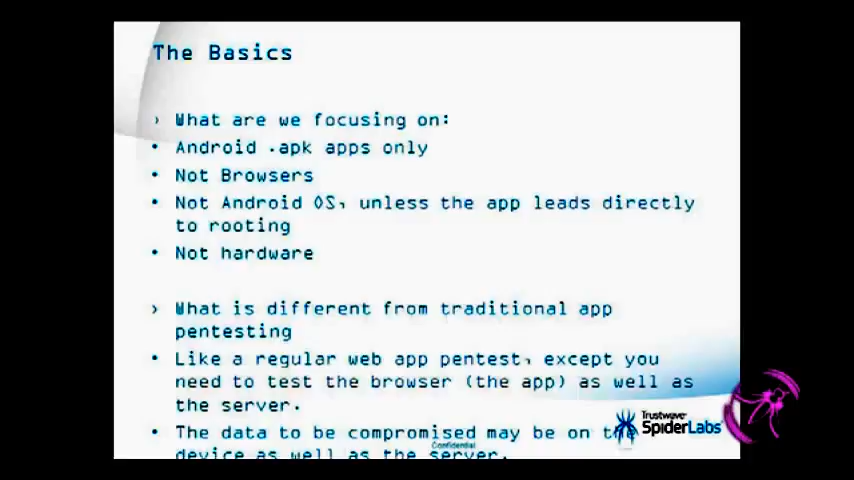 The Basics
› What are we focusing on:
• Android .apk apps only
• Not Browsers
• Not Android OS, unless the app leads directly
to rooting
• Not hardware
› What is different from traditional app
pentesting
• Like a regular web app pentest, except you
need to test the browser (the app) as well as
the server.
• The data to be compromised may be on the
device as well as the server.
Confidential
Trustwave®
SpiderLabs